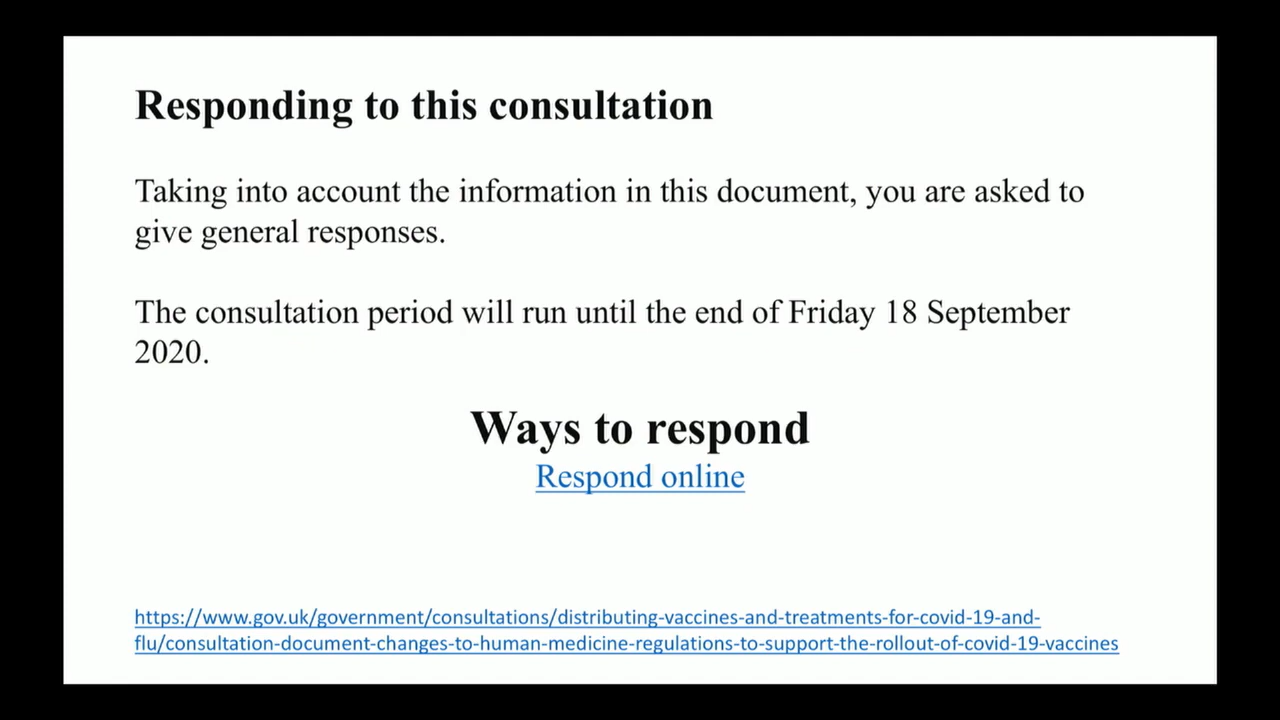 Responding to this consultation
Taking into account the information in this document, you are asked to
give general responses.
The consultation period will run until the end of Friday 18 September
2020.
Ways to respond
Respond online
https://www.gov.uk/government/consultations/distributing-vaccines-and-treatments-for-covid-19-and-
flu/consultation-document-changes-to-human-medicine-regulations-to-support-the-rollout-of-covid-19-vaccines